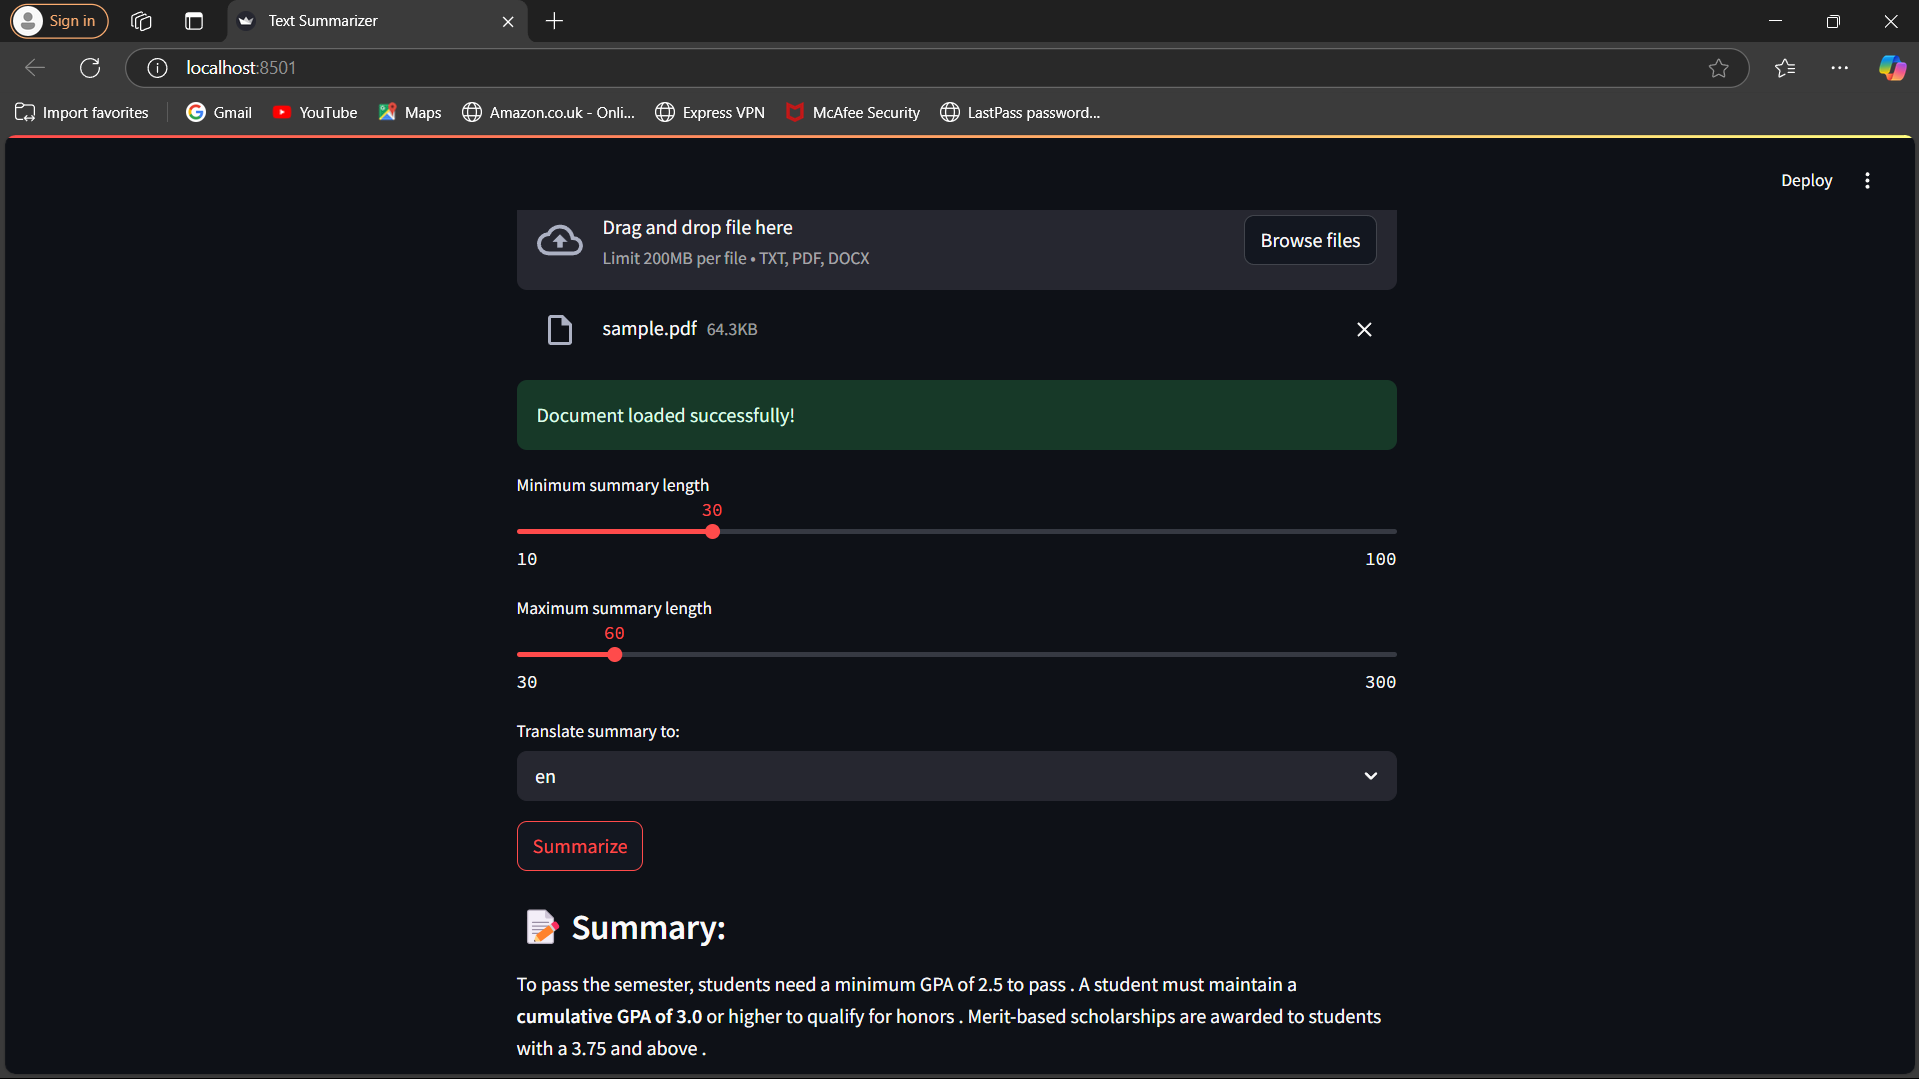 Sign in
Text Summarizer
localhost:8501
Import favorites
Gmail
YouTube
Maps
Amazon.co.uk - Onli...
Express VPN
McAfee Security
LastPass password...
Deploy
Drag and drop file here
Limit 200MB per file • TXT, PDF, DOCX
Browse files
sample.pdf 64.3KB
Document loaded successfully!
Minimum summary length
30
10 100
Maximum summary length
60
30 300
Translate summary to:
en
Summarize
📝 Summary:
To pass the semester, students need a minimum GPA of 2.5 to pass . A student must maintain a
cumulative GPA of 3.0 or higher to qualify for honors . Merit-based scholarships are awarded to students
with a 3.75 and above .